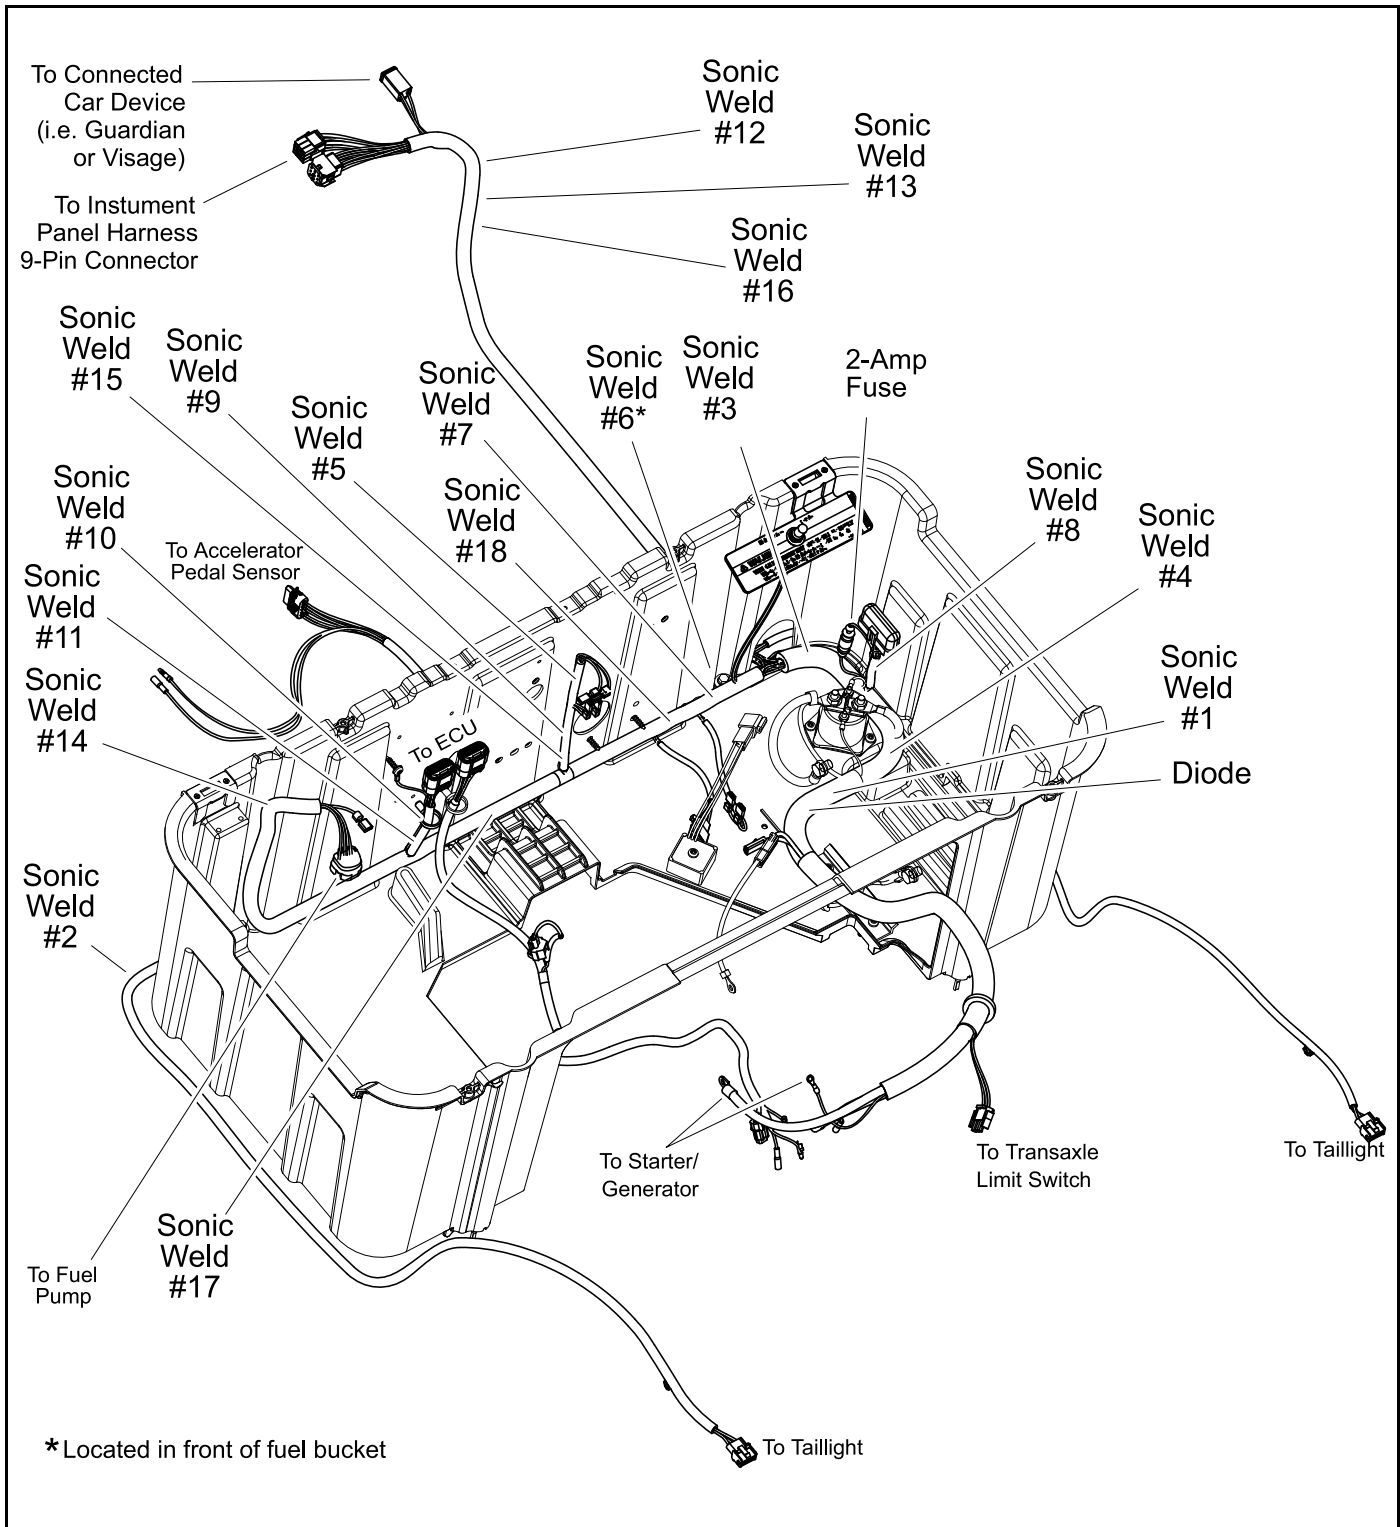 To Connected
Car Device
(i.e. Guardian
or Visage)
To Instument
Panel Harness
9-Pin Connector
Sonic
Weld
#12
Sonic
Weld
#13
Sonic
Weld
#16
Sonic
Weld
#15
Sonic
Weld
#9
Sonic
Weld
#5
Sonic
Weld
#7
Sonic
Weld
#6*
Sonic
Weld
#3
2-Amp
Fuse
Sonic
Weld
#10
Sonic
Weld
#18
Sonic
Weld
#8
Sonic
Weld
#4
To Accelerator
Pedal Sensor
Sonic
Weld
#11
Sonic
Weld
#14
To ECU
Sonic
Weld
#1
Diode
Sonic
Weld
#2
To Starter/
Generator
To Transaxle
Limit Switch
To Taillight
Sonic
Weld
#17
To Fuel
Pump
*Located in front of fuel bucket
To Taillight